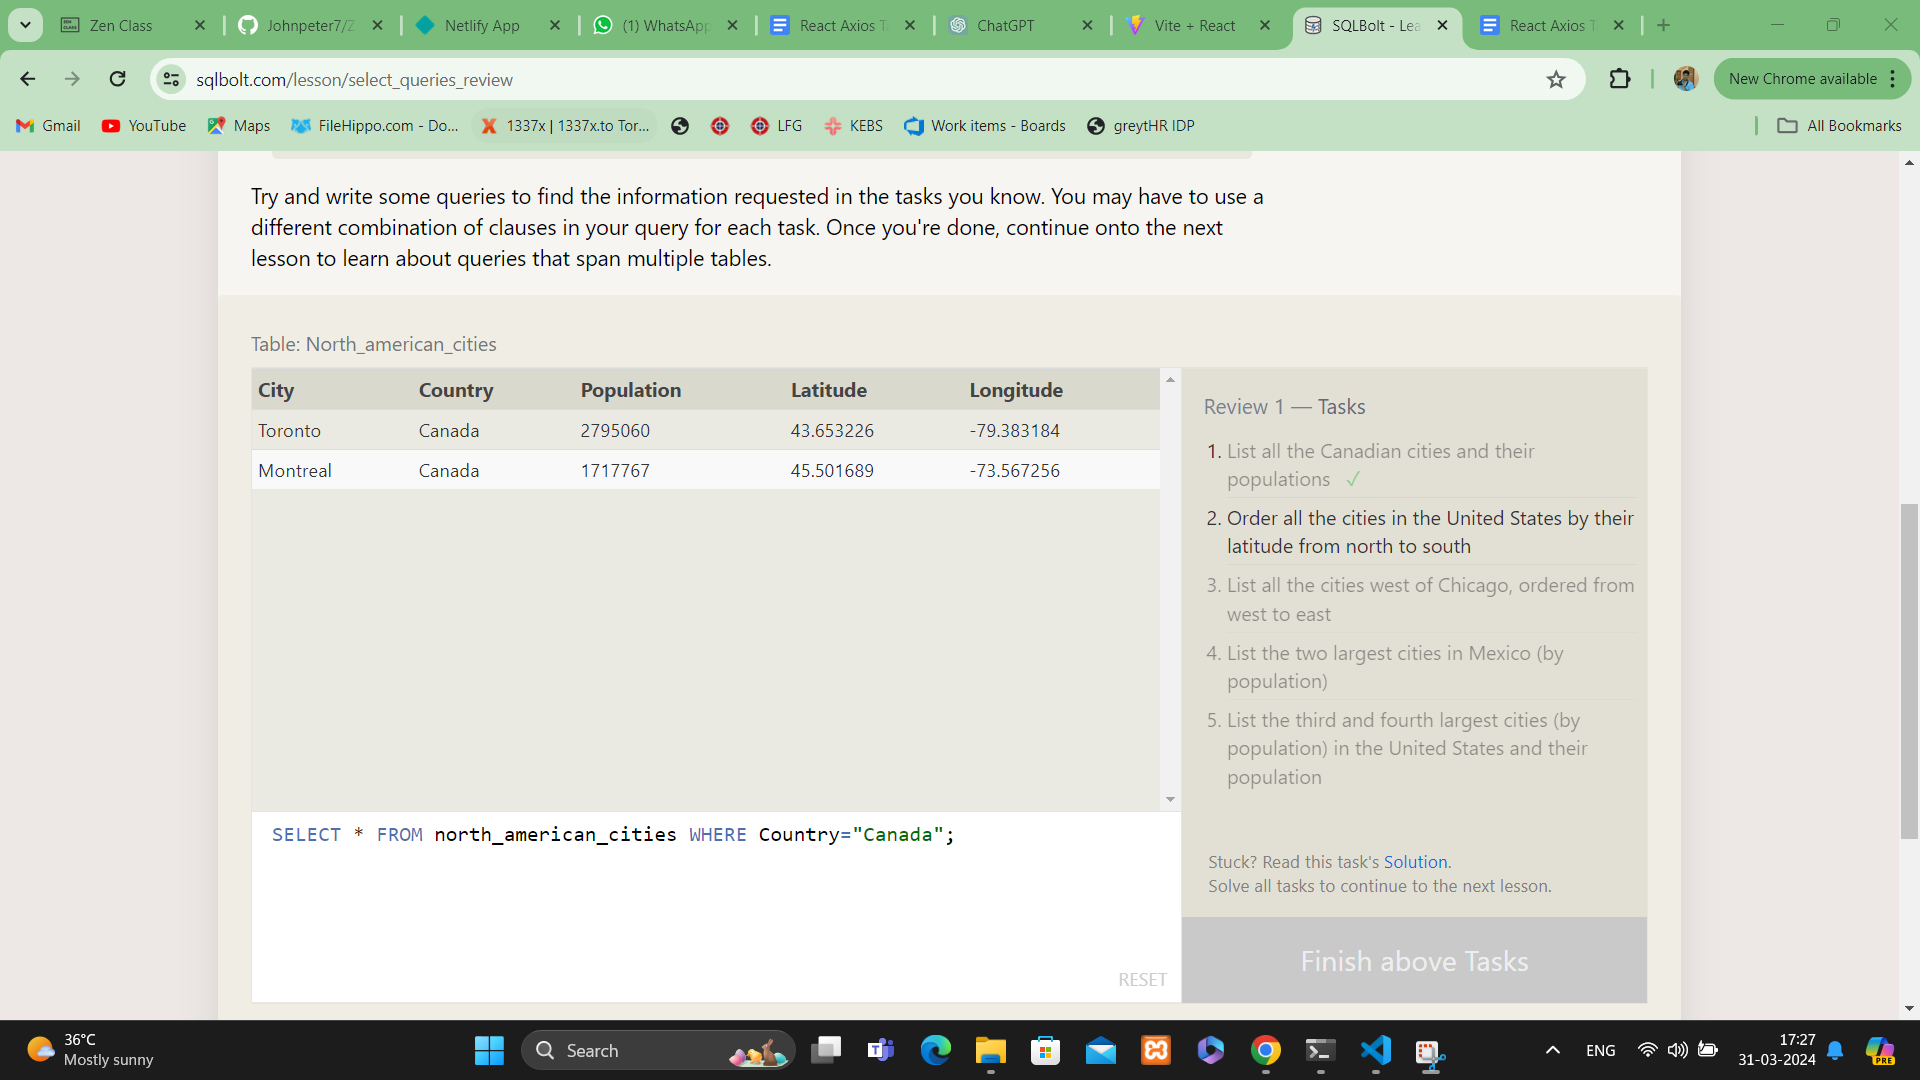 Zen Class
Johnpeter7/Z
Netlify App
(1) WhatsApp
React Axios T
ChatGPT
Vite + React
SQLBolt - Lea
React Axios T
sqlbolt.com/lesson/select_queries_review
New Chrome available
Gmail
YouTube
Maps
FileHippo.com - Do...
1337x | 1337x.to Tor...
LFG
KEBS
Work items - Boards
greytHR IDP
All Bookmarks
Try and write some queries to find the information requested in the tasks you know. You may have to use a
different combination of clauses in your query for each task. Once you're done, continue onto the next
lesson to learn about queries that span multiple tables.
Table: North_american_cities
City Country Population Latitude Longitude
Toronto Canada 2795060 43.653226 -79.383184
Montreal Canada 1717767 45.501689 -73.567256
Review 1 — Tasks
1. List all the Canadian cities and their
populations ✓
2. Order all the cities in the United States by their
latitude from north to south
3. List all the cities west of Chicago, ordered from
west to east
4. List the two largest cities in Mexico (by
population)
5. List the third and fourth largest cities (by
population) in the United States and their
population
SELECT * FROM north_american_cities WHERE Country="Canada";
RESET
Stuck? Read this task's Solution.
Solve all tasks to continue to the next lesson.
Finish above Tasks
36°C
Mostly sunny
Search
ENG
17:27
31-03-2024
PRE